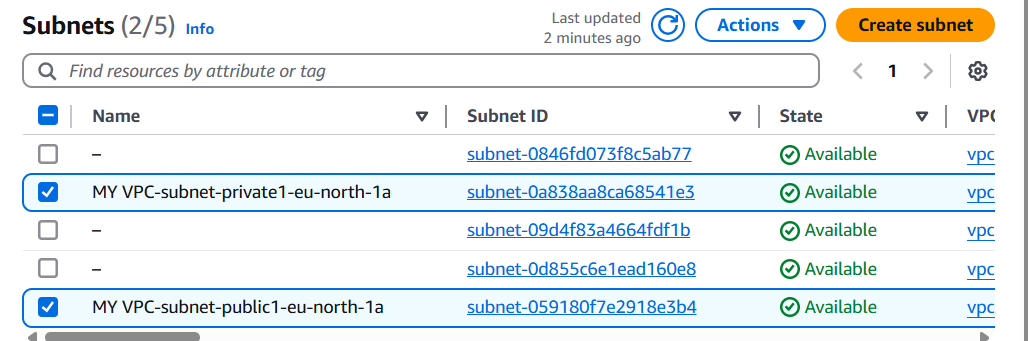 Subnets (2/5) Info
Last updated
2 minutes ago
Actions
Create subnet
Find resources by attribute or tag
1
Name Subnet ID State VPC
– subnet-0846fd073f8c5ab77 Available vpc
MY VPC-subnet-private1-eu-north-1a subnet-0a838aa8ca68541e3 Available vpc
– subnet-09d4f83a4664fdf1b Available vpc
– subnet-0d855c6e1ead160e8 Available vpc
MY VPC-subnet-public1-eu-north-1a subnet-059180f7e2918e3b4 Available vpc